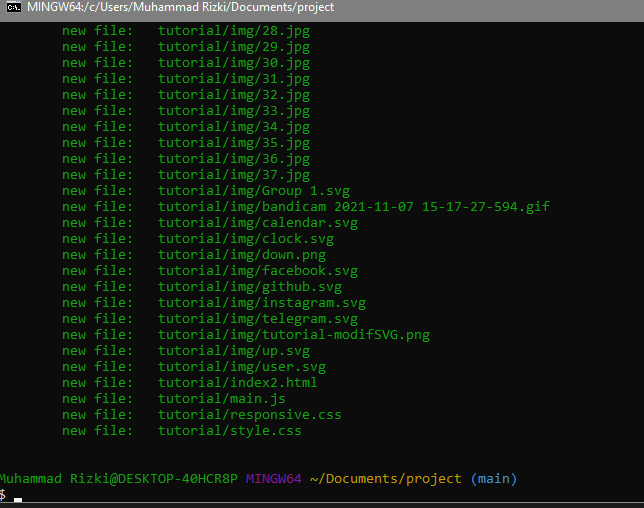 MINGW64:/c/Users/Muhammad Rizki/Documents/project
new file:   tutorial/img/28.jpg
new file:   tutorial/img/29.jpg
new file:   tutorial/img/30.jpg
new file:   tutorial/img/31.jpg
new file:   tutorial/img/32.jpg
new file:   tutorial/img/33.jpg
new file:   tutorial/img/34.jpg
new file:   tutorial/img/35.jpg
new file:   tutorial/img/36.jpg
new file:   tutorial/img/37.jpg
new file:   tutorial/img/Group 1.svg
new file:   tutorial/img/bandicam 2021-11-07 15-17-27-594.gif
new file:   tutorial/img/calendar.svg
new file:   tutorial/img/clock.svg
new file:   tutorial/img/down.png
new file:   tutorial/img/facebook.svg
new file:   tutorial/img/github.svg
new file:   tutorial/img/instagram.svg
new file:   tutorial/img/telegram.svg
new file:   tutorial/img/tutorial-modifSVG.png
new file:   tutorial/img/up.svg
new file:   tutorial/img/user.svg
new file:   tutorial/index2.html
new file:   tutorial/main.js
new file:   tutorial/responsive.css
new file:   tutorial/style.css
Muhammad Rizki@DESKTOP-40HCR8P MINGW64 ~/Documents/project (main)
$